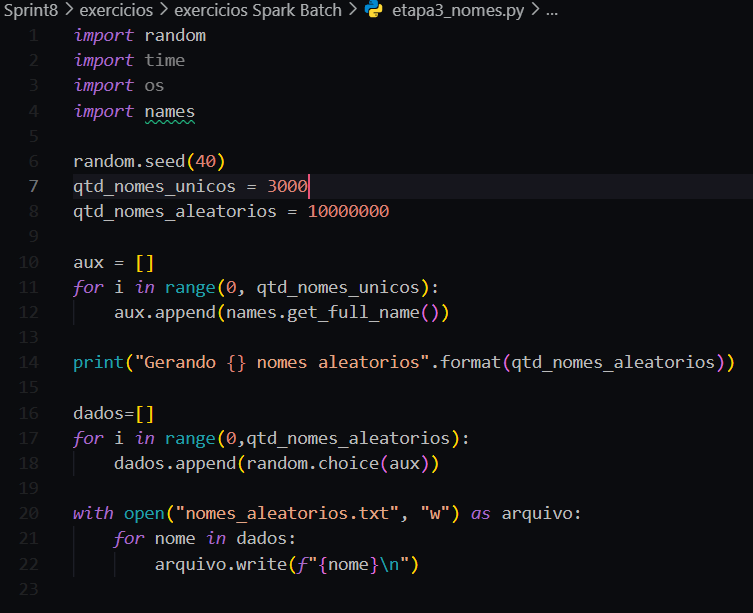 Sprint8 > exercicios > exercicios Spark Batch > etapa3_nomes.py > ...
1 import random
2 import time
3 import os
4 import names
5
6 random.seed(40)
7 qtd_nomes_unicos = 3000
8 qtd_nomes_aleatorios = 10000000
9
10 aux = []
11 for i in range(0, qtd_nomes_unicos):
12     aux.append(names.get_full_name())
13
14 print("Gerando {} nomes aleatorios".format(qtd_nomes_aleatorios))
15
16 dados=[]
17 for i in range(0,qtd_nomes_aleatorios):
18     dados.append(random.choice(aux))
19
20 with open("nomes_aleatorios.txt", "w") as arquivo:
21     for nome in dados:
22         arquivo.write(f"{nome}\n")
23